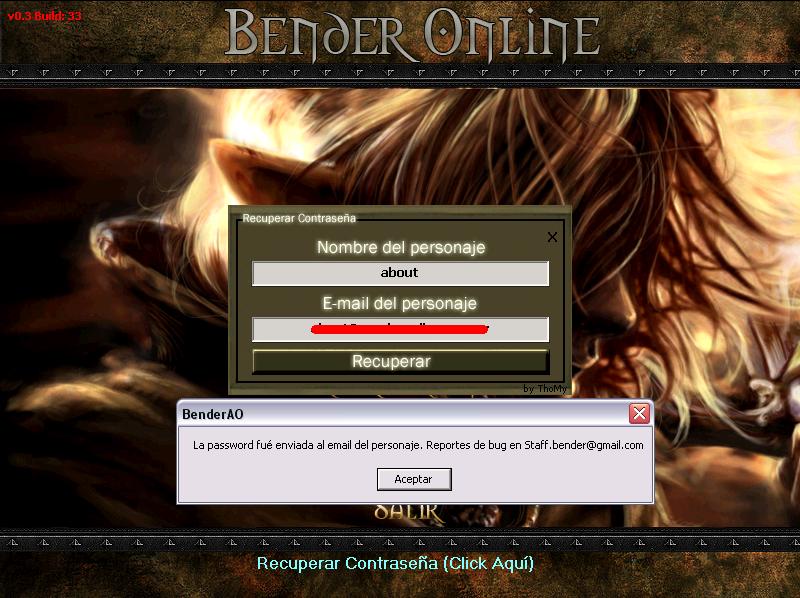 v0.3 Build: 33
Bender Online
Recuperar Contraseña
X
Nombre del personaje
about
E-mail del personaje
Recuperar
by ThoMy
BenderAO
La password fué enviada al email del personaje. Reportes de bug en Staff.bender@gmail.com
Aceptar
SALIR
Recuperar Contraseña (Click Aquí)